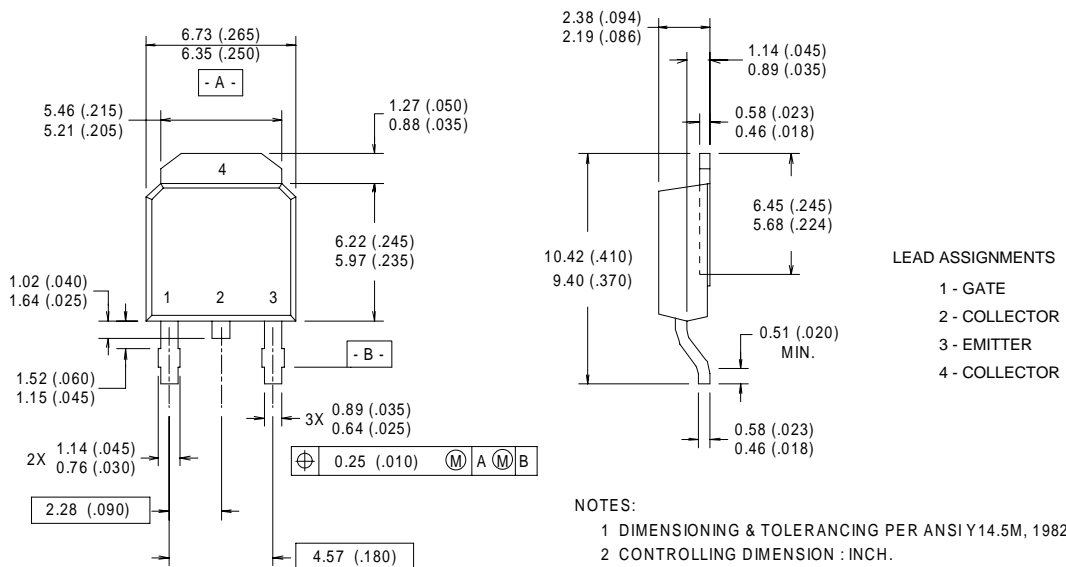 6.73 (.265)
6.35 (.250)
- A -
5.46 (.215)
5.21 (.205)
1.27 (.050)
0.88 (.035)
4
6.22 (.245)
5.97 (.235)
1.02 (.040)
1.64 (.025)
1 2 3
- B -
1.52 (.060)
1.15 (.045)
3X 0.89 (.035)
0.64 (.025)
2X 1.14 (.045)
0.76 (.030)
⌖ 0.25 (.010) Ⓜ A Ⓜ B
2.28 (.090)
4.57 (.180)
2.38 (.094)
2.19 (.086)
1.14 (.045)
0.89 (.035)
0.58 (.023)
0.46 (.018)
6.45 (.245)
5.68 (.224)
10.42 (.410)
9.40 (.370)
0.51 (.020)
MIN.
0.58 (.023)
0.46 (.018)
LEAD ASSIGNMENTS
1 - GATE
2 - COLLECTOR
3 - EMITTER
4 - COLLECTOR
NOTES:
1 DIMENSIONING & TOLERANCING PER ANSI Y14.5M, 1982
2 CONTROLLING DIMENSION : INCH.